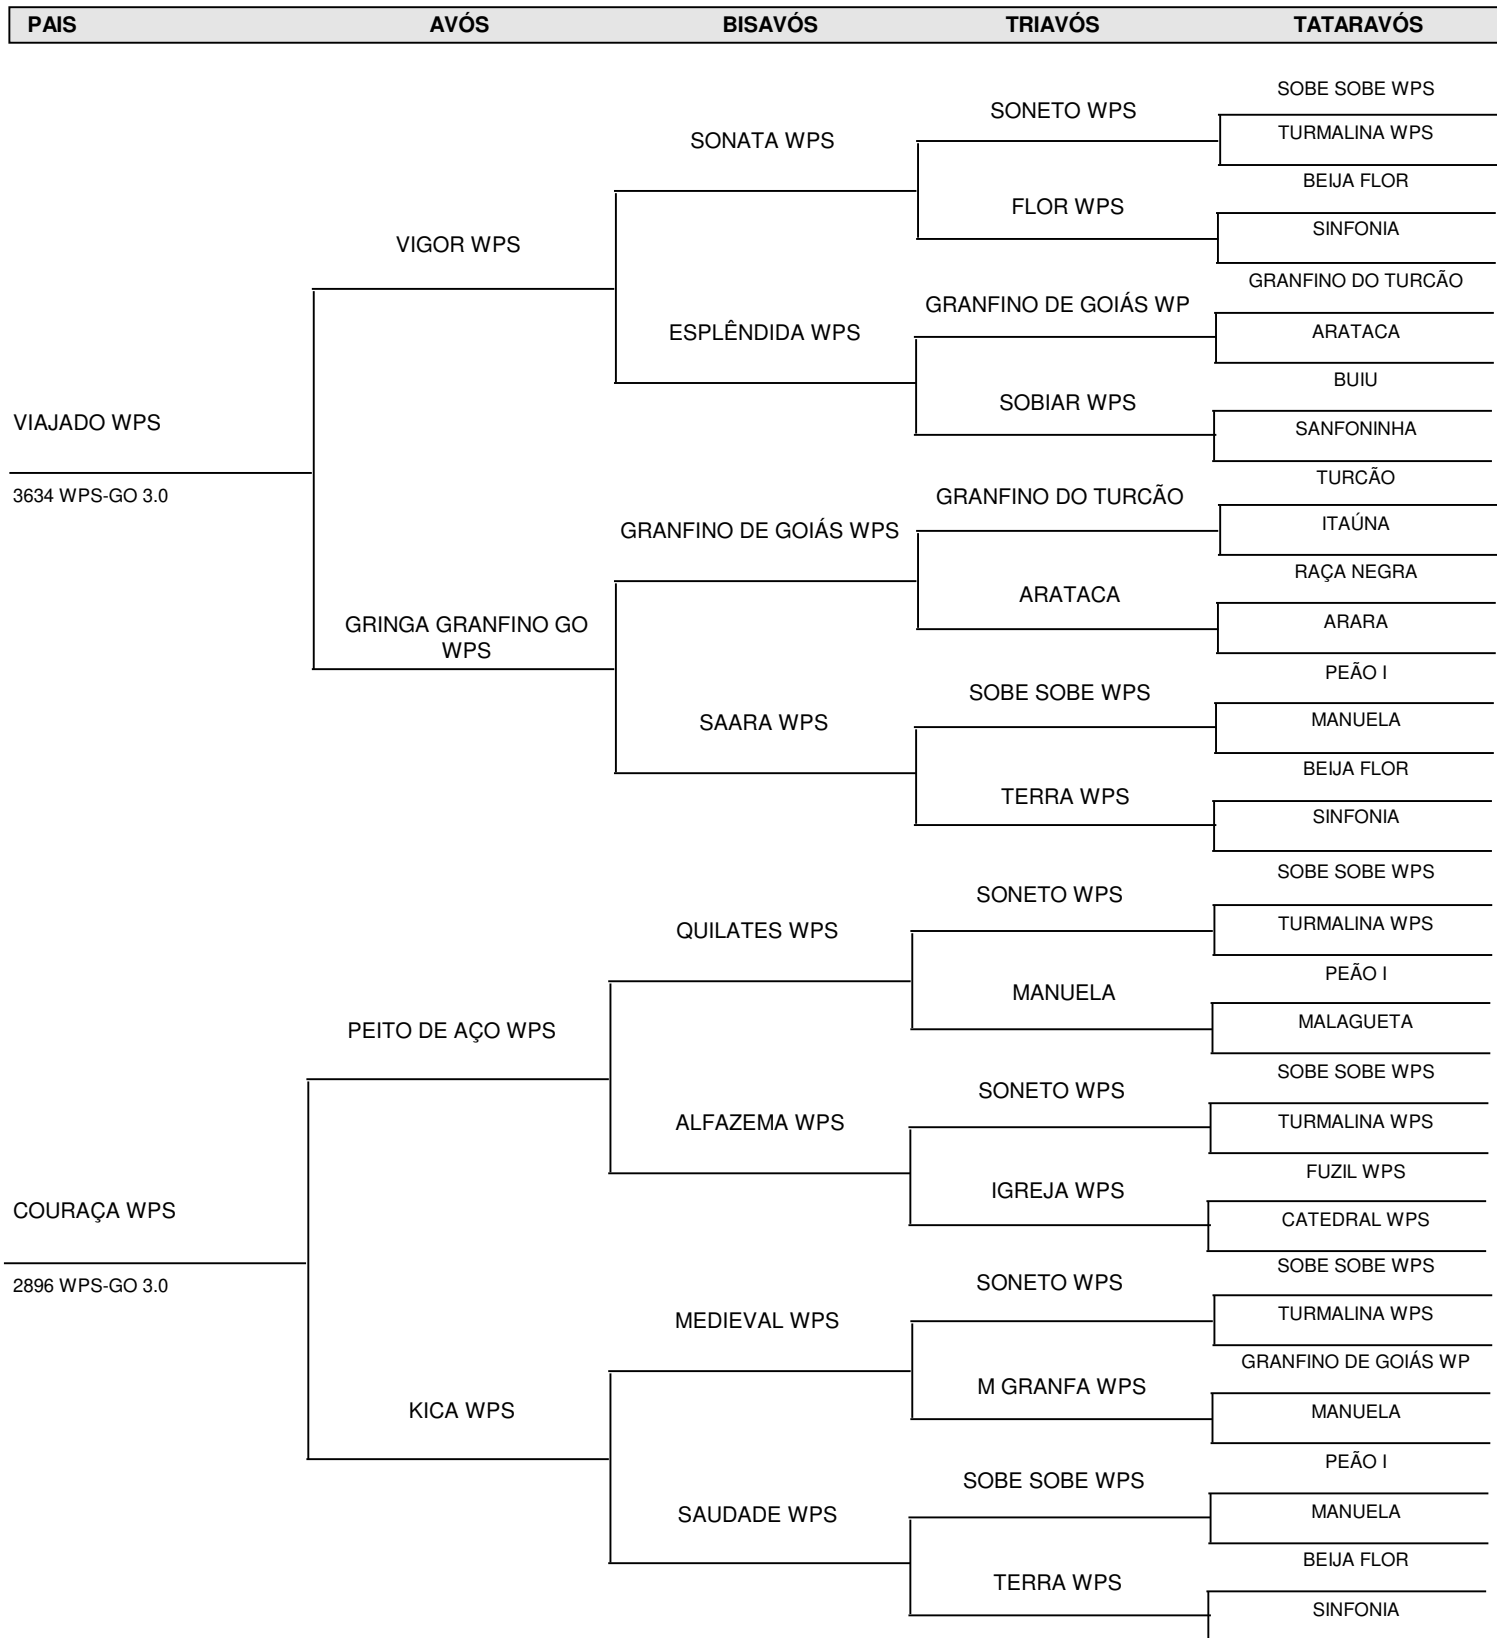 PAIS AVÓS BISAVÓS TRIAVÓS TATARAVÓS
SOBE SOBE WPS
SONETO WPS
TURMALINA WPS
SONATA WPS
BEIJA FLOR
FLOR WPS
SINFONIA
VIGOR WPS
GRANFINO DO TURCÃO
GRANFINO DE GOIÁS WP
ARATACA
ESPLÊNDIDA WPS
BUIU
SOBIAR WPS
SANFONINHA
VIAJADO WPS
3634 WPS-GO 3.0
TURCÃO
GRANFINO DO TURCÃO
ITAÚNA
GRANFINO DE GOIÁS WPS
RAÇA NEGRA
ARATACA
ARARA
GRINGA GRANFINO GO
WPS
PEÃO I
SOBE SOBE WPS
MANUELA
SAARA WPS
BEIJA FLOR
TERRA WPS
SINFONIA
SOBE SOBE WPS
SONETO WPS
TURMALINA WPS
QUILATES WPS
PEÃO I
MANUELA
MALAGUETA
PEITO DE AÇO WPS
SOBE SOBE WPS
SONETO WPS
TURMALINA WPS
ALFAZEMA WPS
FUZIL WPS
IGREJA WPS
CATEDRAL WPS
COURAÇA WPS
2896 WPS-GO 3.0
SOBE SOBE WPS
SONETO WPS
TURMALINA WPS
MEDIEVAL WPS
GRANFINO DE GOIÁS WP
M GRANFA WPS
MANUELA
KICA WPS
PEÃO I
SOBE SOBE WPS
MANUELA
SAUDADE WPS
BEIJA FLOR
TERRA WPS
SINFONIA